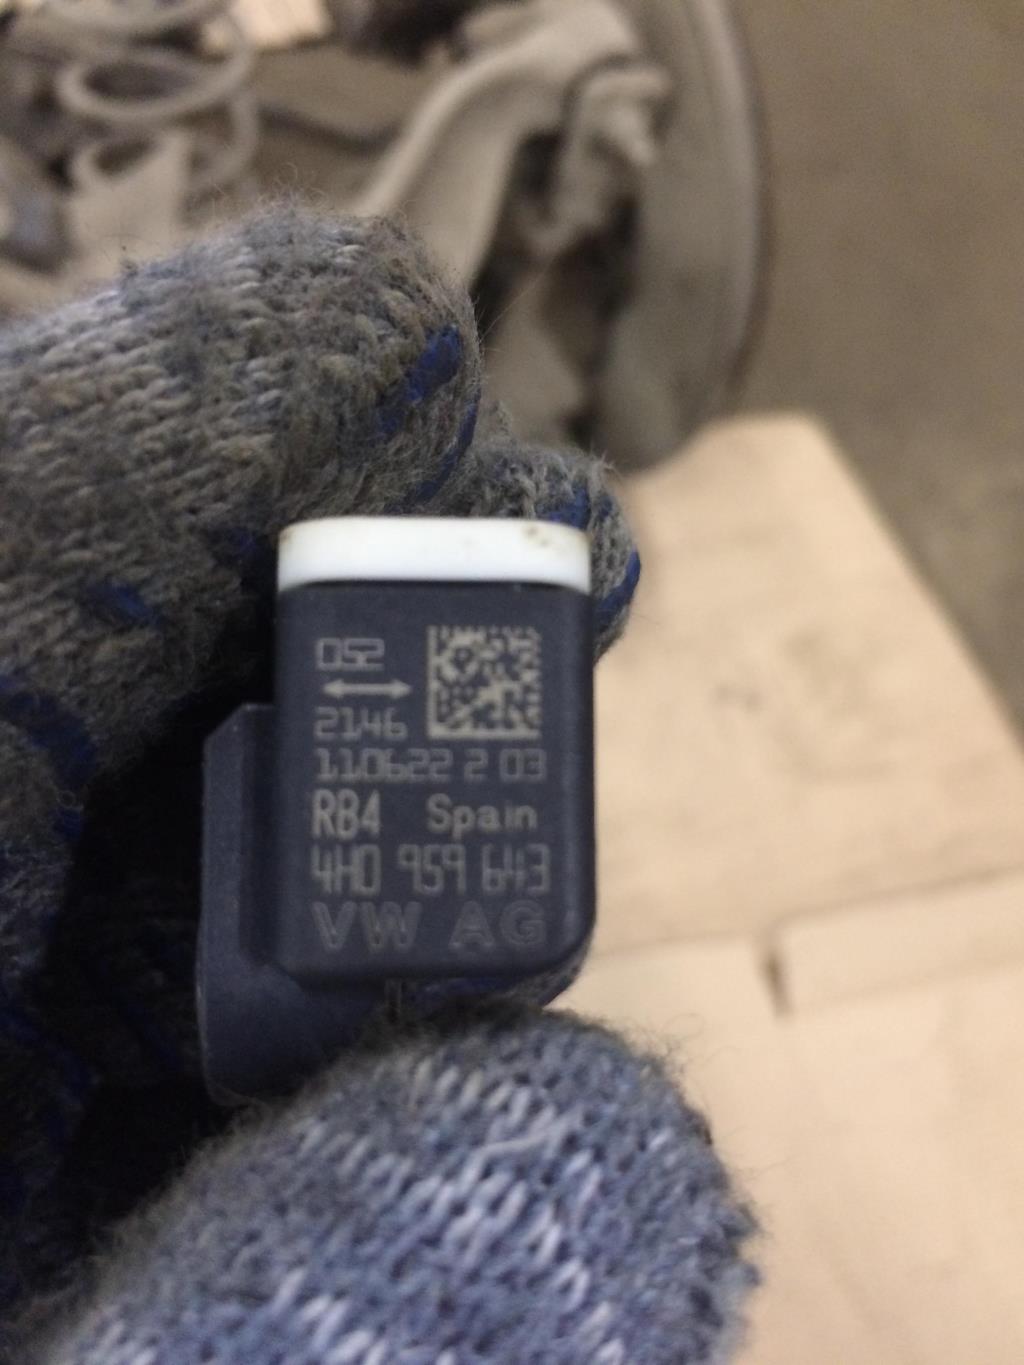 052
2146
110622 2 03
RB4 Spain
4H0 959 643
VW AG